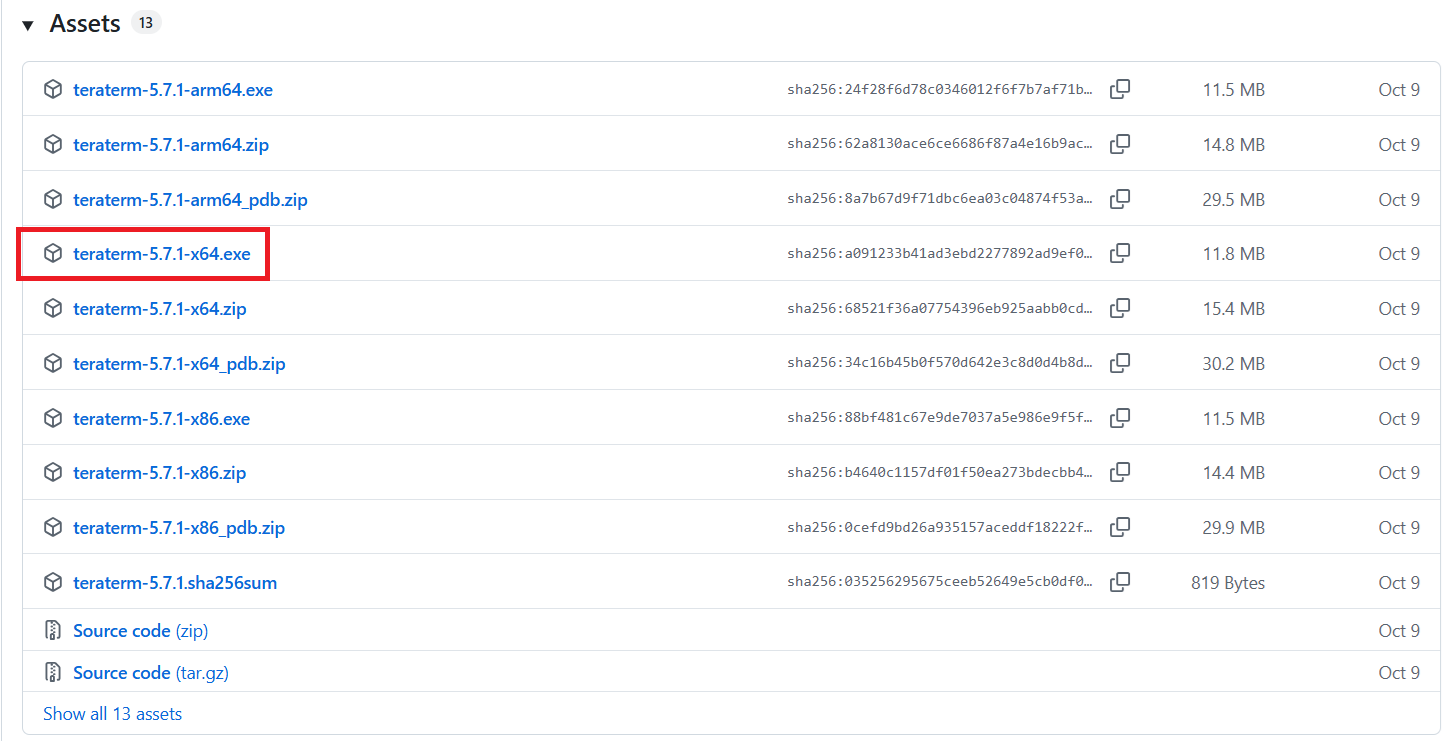 Assets 13
teraterm-5.7.1-arm64.exe sha256:24f28f6d78c0346012f6f7b7af71b… 11.5 MB Oct 9
teraterm-5.7.1-arm64.zip sha256:62a8130ace6ce6686f87a4e16b9ac… 14.8 MB Oct 9
teraterm-5.7.1-arm64_pdb.zip sha256:8a7b67d9f71dbc6ea03c04874f53a… 29.5 MB Oct 9
teraterm-5.7.1-x64.exe sha256:a091233b41ad3ebd2277892ad9ef0… 11.8 MB Oct 9
teraterm-5.7.1-x64.zip sha256:68521f36a07754396eb925aabb0cd… 15.4 MB Oct 9
teraterm-5.7.1-x64_pdb.zip sha256:34c16b45b0f570d642e3c8d0d4b8d… 30.2 MB Oct 9
teraterm-5.7.1-x86.exe sha256:88bf481c67e9de7037a5e986e9f5f… 11.5 MB Oct 9
teraterm-5.7.1-x86.zip sha256:b4640c1157df01f50ea273bdecbb4… 14.4 MB Oct 9
teraterm-5.7.1-x86_pdb.zip sha256:0cefd9bd26a935157aceddf18222f… 29.9 MB Oct 9
teraterm-5.7.1.sha256sum sha256:035256295675ceeb52649e5cb0df0… 819 Bytes Oct 9
Source code (zip) Oct 9
Source code (tar.gz) Oct 9
Show all 13 assets